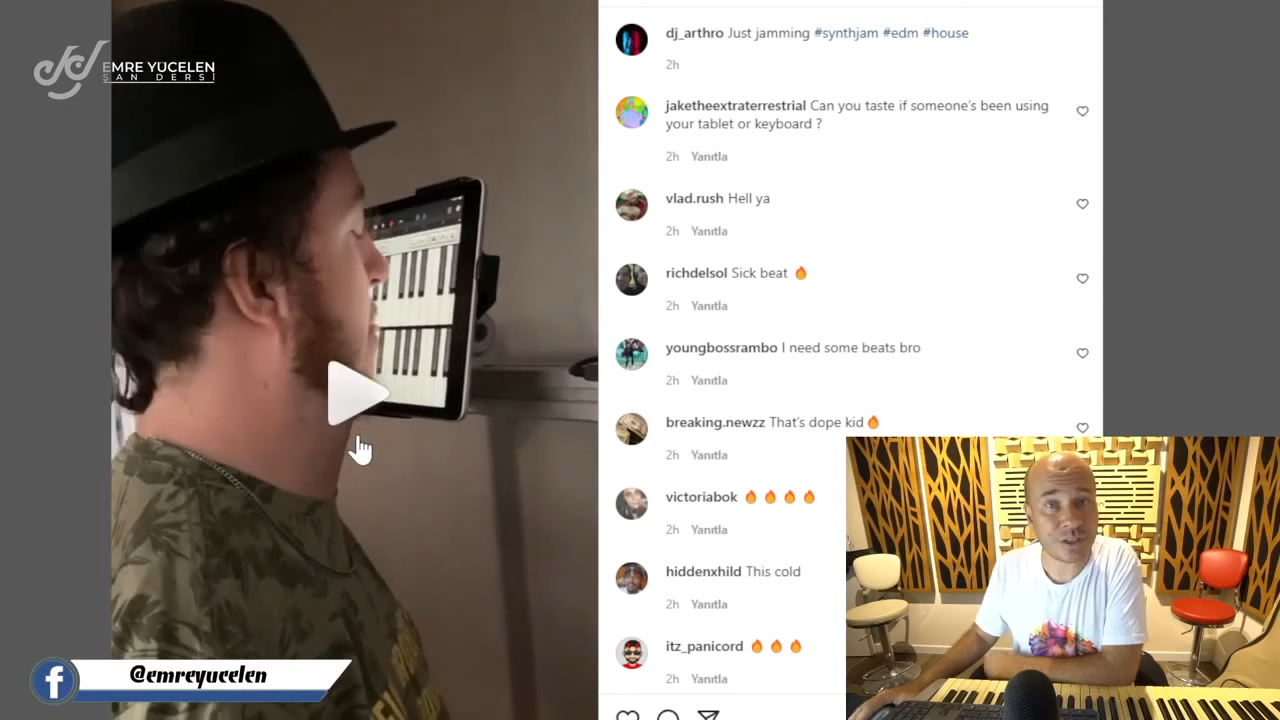 EMRE YÜCELEN
ŞAN DERSİ
dj_arthro Just jamming #synthjam #edm #house
2h
jaketheextraterrestrial Can you taste if someone's been using
your tablet or keyboard ?
2h Yanıtla
vlad.rush Hell ya
2h Yanıtla
richdelsol Sick beat 🔥
2h Yanıtla
youngbossrambo I need some beats bro
2h Yanıtla
breaking.newzz That's dope kid🔥
2h Yanıtla
victoriabok 🔥 🔥 🔥 🔥
2h Yanıtla
hiddenxhild This cold
2h Yanıtla
itz_panicord 🔥 🔥 🔥
2h Yanıtla
@emreyucelen